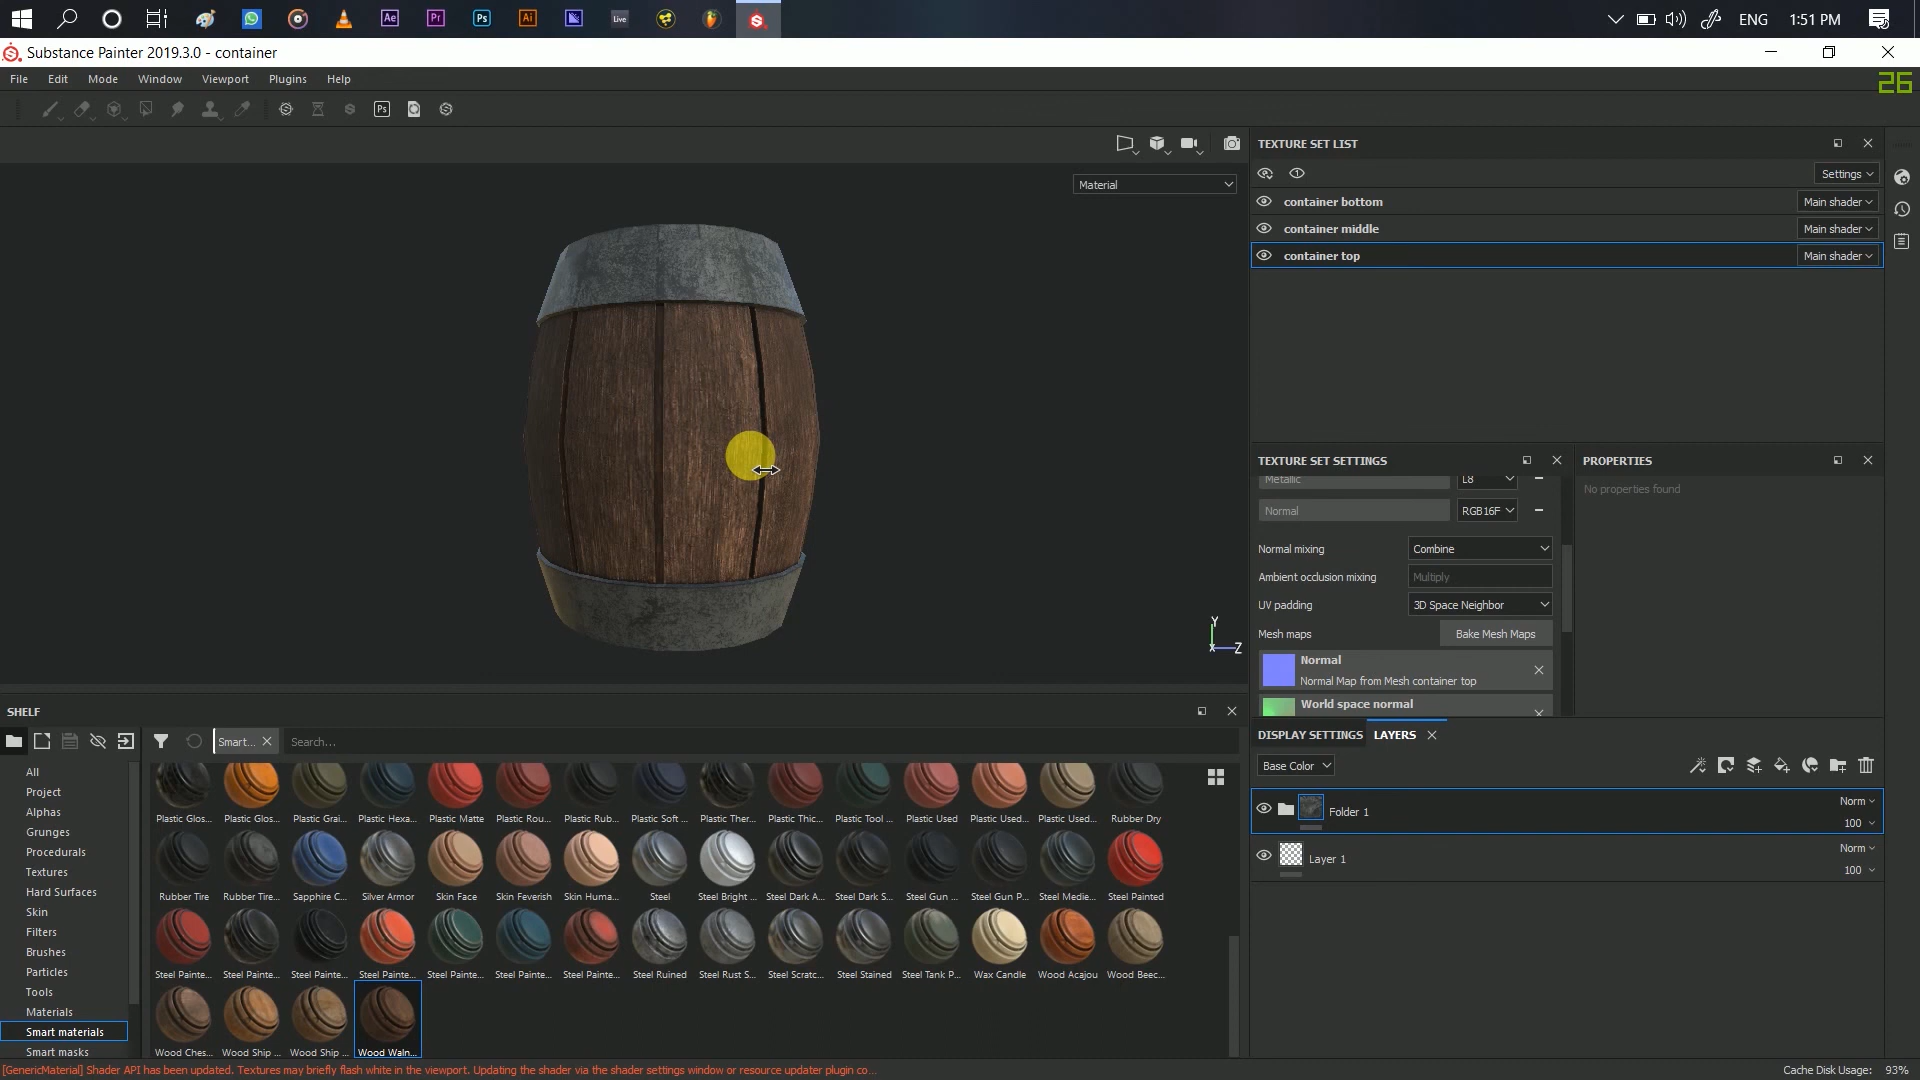 Ae
Pr
Ps
Ai
Live
ENG
1:51 PM
Substance Painter 2019.3.0 - container
File
Edit
Mode
Window
Viewport
Plugins
Help
26
Ps
Material
Y
X
Z
TEXTURE SET LIST
Settings
container bottom
Main shader
container middle
Main shader
container top
Main shader
TEXTURE SET SETTINGS
Metallic
L8
Normal
RGB16F
Normal mixing
Combine
Ambient occlusion mixing
Multiply
UV padding
3D Space Neighbor
Mesh maps
Bake Mesh Maps
Normal
Normal Map from Mesh container top
World space normal
PROPERTIES
No properties found
DISPLAY SETTINGS
LAYERS
Base Color
Folder 1
Norm
100
Layer 1
Norm
100
SHELF
Smart...
Search...
All
Project
Alphas
Grunges
Procedurals
Textures
Hard Surfaces
Skin
Filters
Brushes
Particles
Tools
Materials
Smart materials
Smart masks
Plastic Glos...
Plastic Glos...
Plastic Grai...
Plastic Hexa...
Plastic Matte
Plastic Rou...
Plastic Rub...
Plastic Soft ...
Plastic Ther...
Plastic Thic...
Plastic Tool ...
Plastic Used
Plastic Used...
Plastic Used...
Rubber Dry
Rubber Tire
Rubber Tire...
Sapphire C...
Silver Armor
Skin Face
Skin Feverish
Skin Huma...
Steel
Steel Bright ...
Steel Dark A...
Steel Dark S...
Steel Gun ...
Steel Gun P...
Steel Medie...
Steel Painted
Steel Painte...
Steel Painte...
Steel Painte...
Steel Painte...
Steel Painte...
Steel Painte...
Steel Painte...
Steel Ruined
Steel Rust S...
Steel Scratc...
Steel Stained
Steel Tank P...
Wax Candle
Wood Acajou
Wood Beec...
Wood Ches...
Wood Ship ...
Wood Ship ...
Wood Waln...
[GenericMaterial] Shader API has been updated. Textures may briefly flash white in the viewport. Updating the shader via the shader settings window or resource updater plugin co...
Cache Disk Usage: 93%